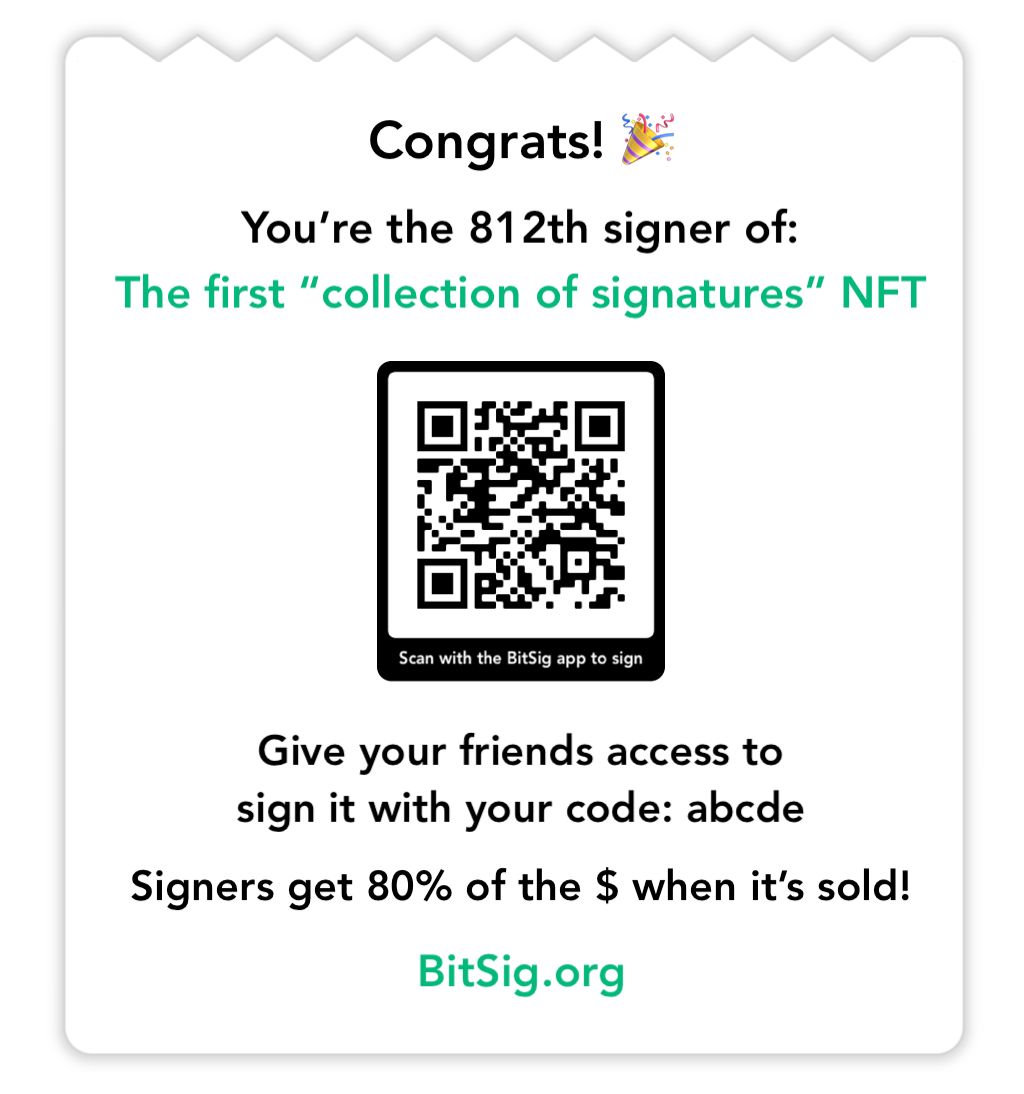 Congrats! 🎉
You’re the 812th signer of:
The first “collection of signatures” NFT
Scan with the BitSig app to sign
Give your friends access to
sign it with your code: abcde
Signers get 80% of the $ when it’s sold!
BitSig.org